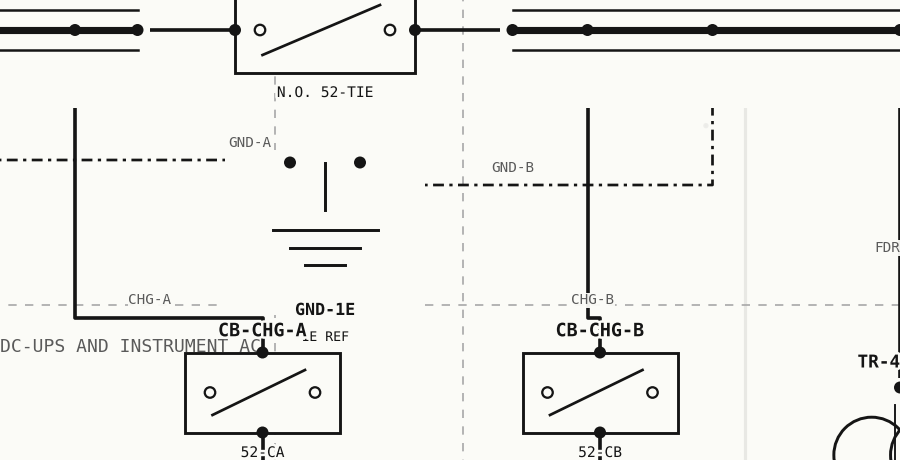 N.O. 52-TIE
GND-A
GND-B
FDR
CHG-A
CHG-B
GND-1E
CB-CHG-A
CB-CHG-B
1E REF
DC-UPS AND INSTRUMENT AC
TR-4
52-CA
52-CB